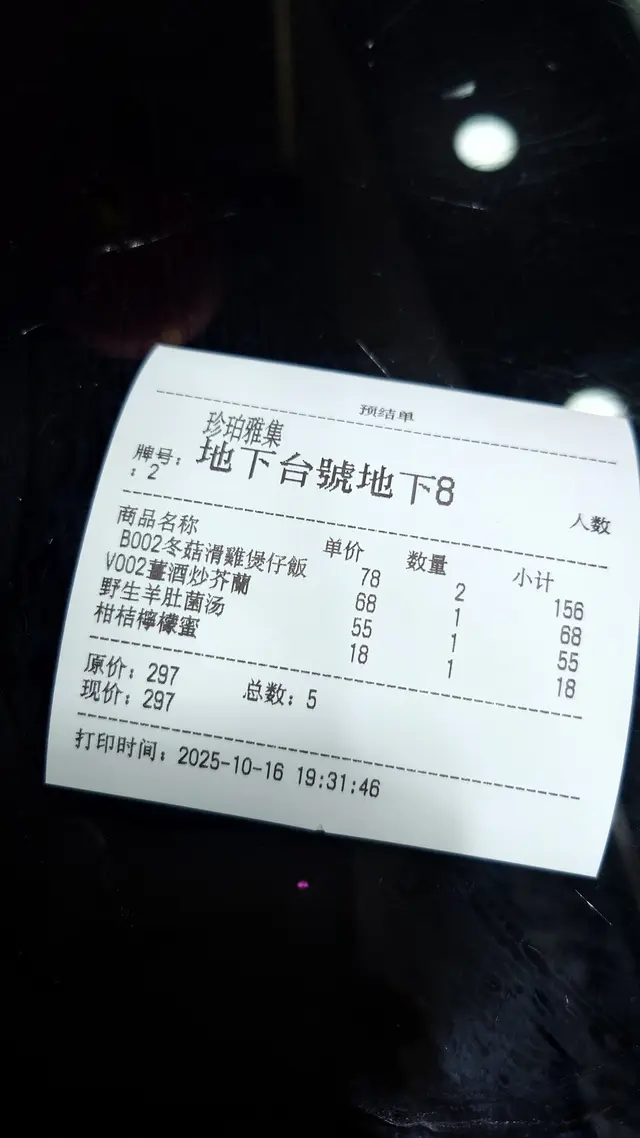 预结单
珍珀雅集
牌号: 地下台號地下8
: 2 人数
商品名称 单价 数量 小计
B002冬菇滑雞煲仔飯 78 2 156
V002薑酒炒芥蘭 68 1 68
野生羊肚菌汤 55 1 55
柑桔檸檬蜜 18 1 18
原价: 297 总数: 5
现价: 297
打印时间: 2025-10-16 19:31:46